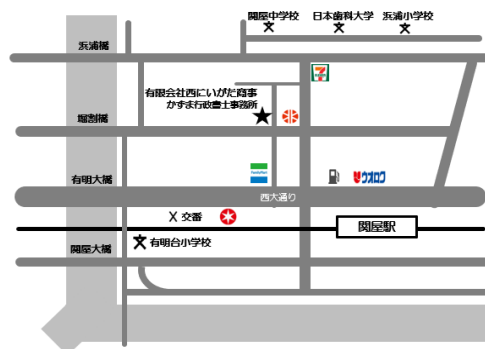 関屋中学校
日本歯科大学
浜浦小学校
浜浦橋
7
ELEVEN
有限会社西にいがた商事
かずま行政書士事務所
堀割橋
有明大橋
FamilyMart
ウオロク
西大通り
X 交番
関屋駅
関屋大橋
有明台小学校